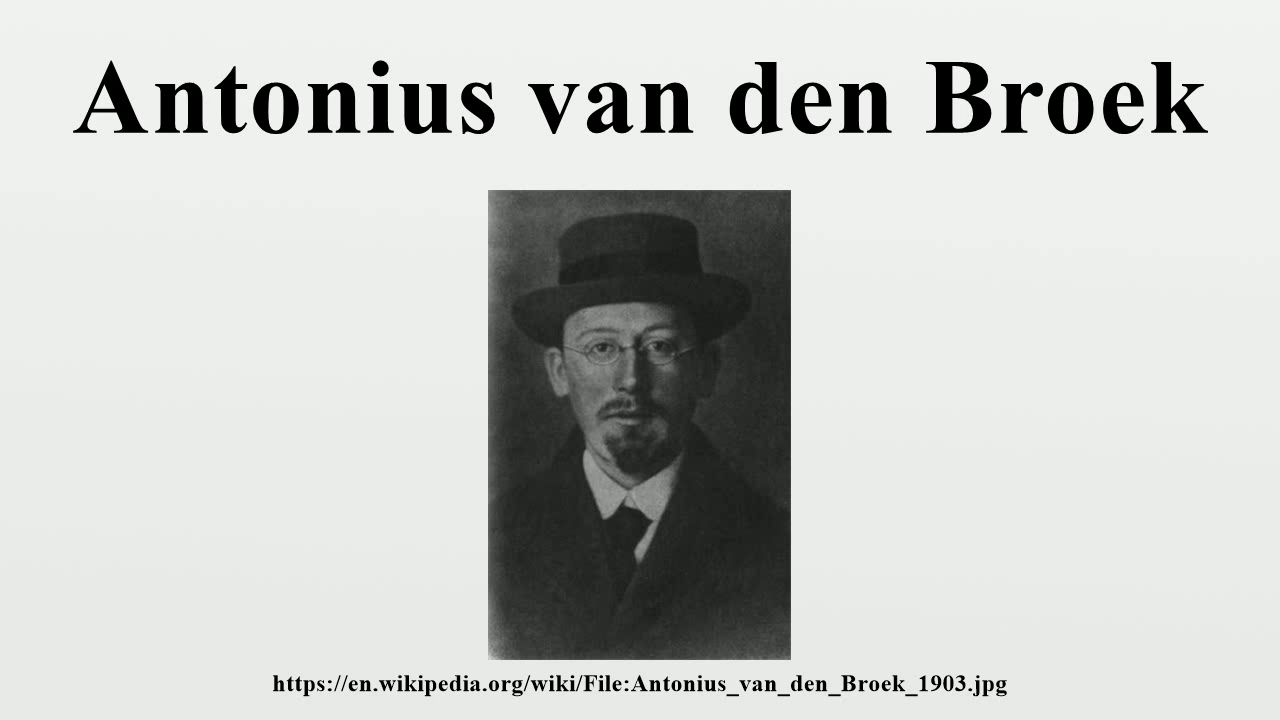 Antonius van den Broek
https://en.wikipedia.org/wiki/File:Antonius_van_den_Broek_1903.jpg